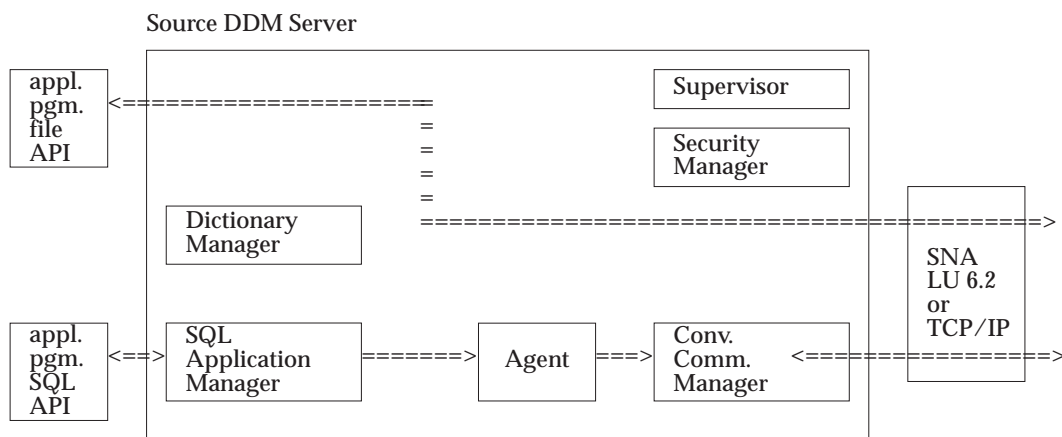 Source DDM Server
appl.
pgm.
file
API
<======================
=
=
=
=
============================================>
Supervisor
Security
Manager
Dictionary
Manager
SNA
LU 6.2
or
TCP/IP
appl.
pgm.
SQL
API
<===>
SQL
Application
Manager
========>
Agent
====>
Conv.
Comm.
Manager
<===================>